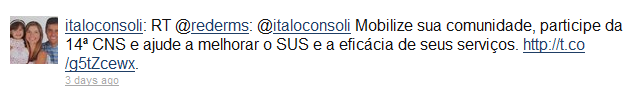 italoconsoli: RT @rederms: @italoconsoli Mobilize sua comunidade, participe da
14ª CNS e ajude a melhorar o SUS e a eficácia de seus serviços. http://t.co
/g5tZcewx.
3 days ago